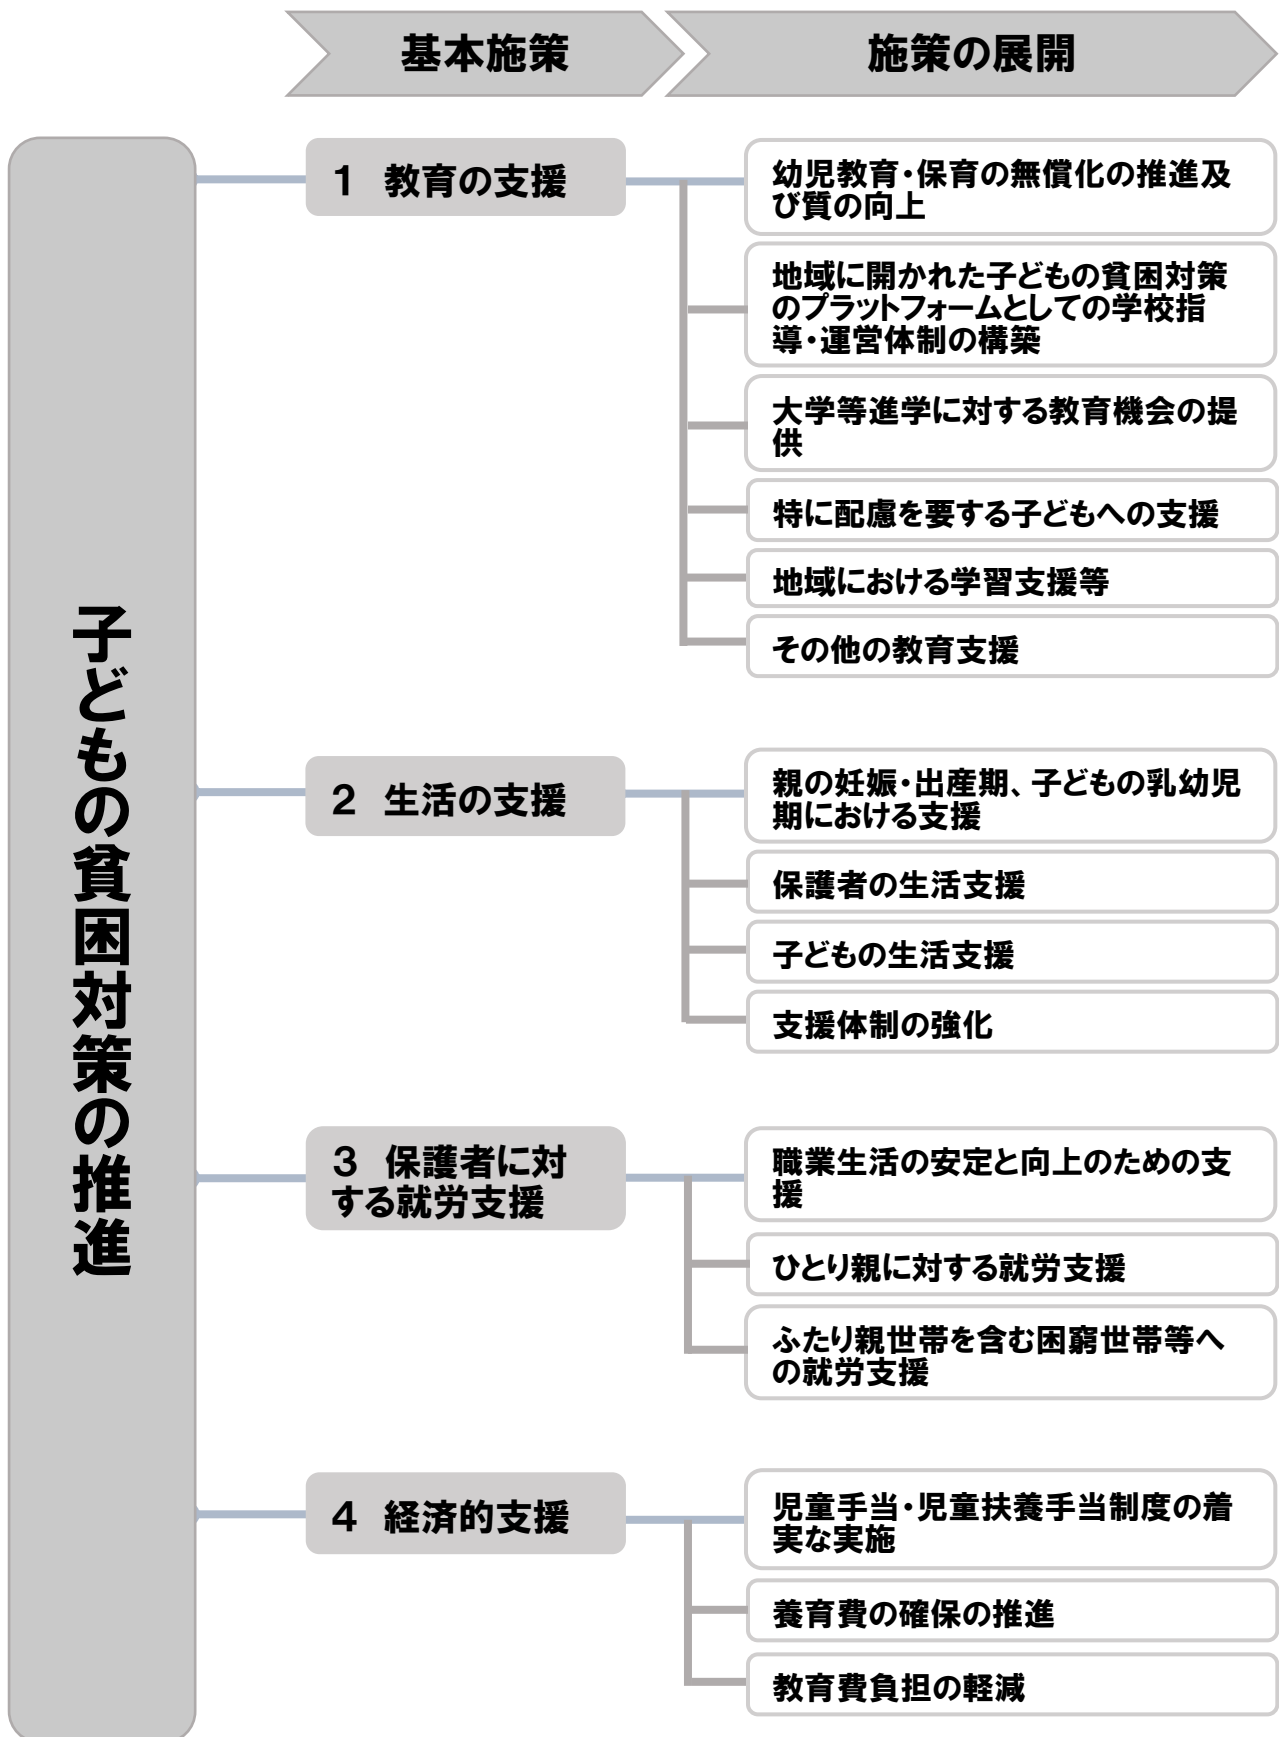 基本施策
施策の展開
子どもの貧困対策の推進
1 教育の支援
幼児教育・保育の無償化の推進及
び質の向上
地域に開かれた子どもの貧困対策
のプラットフォームとしての学校指
導・運営体制の構築
大学等進学に対する教育機会の提
供
特に配慮を要する子どもへの支援
地域における学習支援等
その他の教育支援
2 生活の支援
親の妊娠・出産期、子どもの乳幼児
期における支援
保護者の生活支援
子どもの生活支援
支援体制の強化
3 保護者に対
する就労支援
職業生活の安定と向上のための支
援
ひとり親に対する就労支援
ふたり親世帯を含む困窮世帯等へ
の就労支援
4 経済的支援
児童手当・児童扶養手当制度の着
実な実施
養育費の確保の推進
教育費負担の軽減